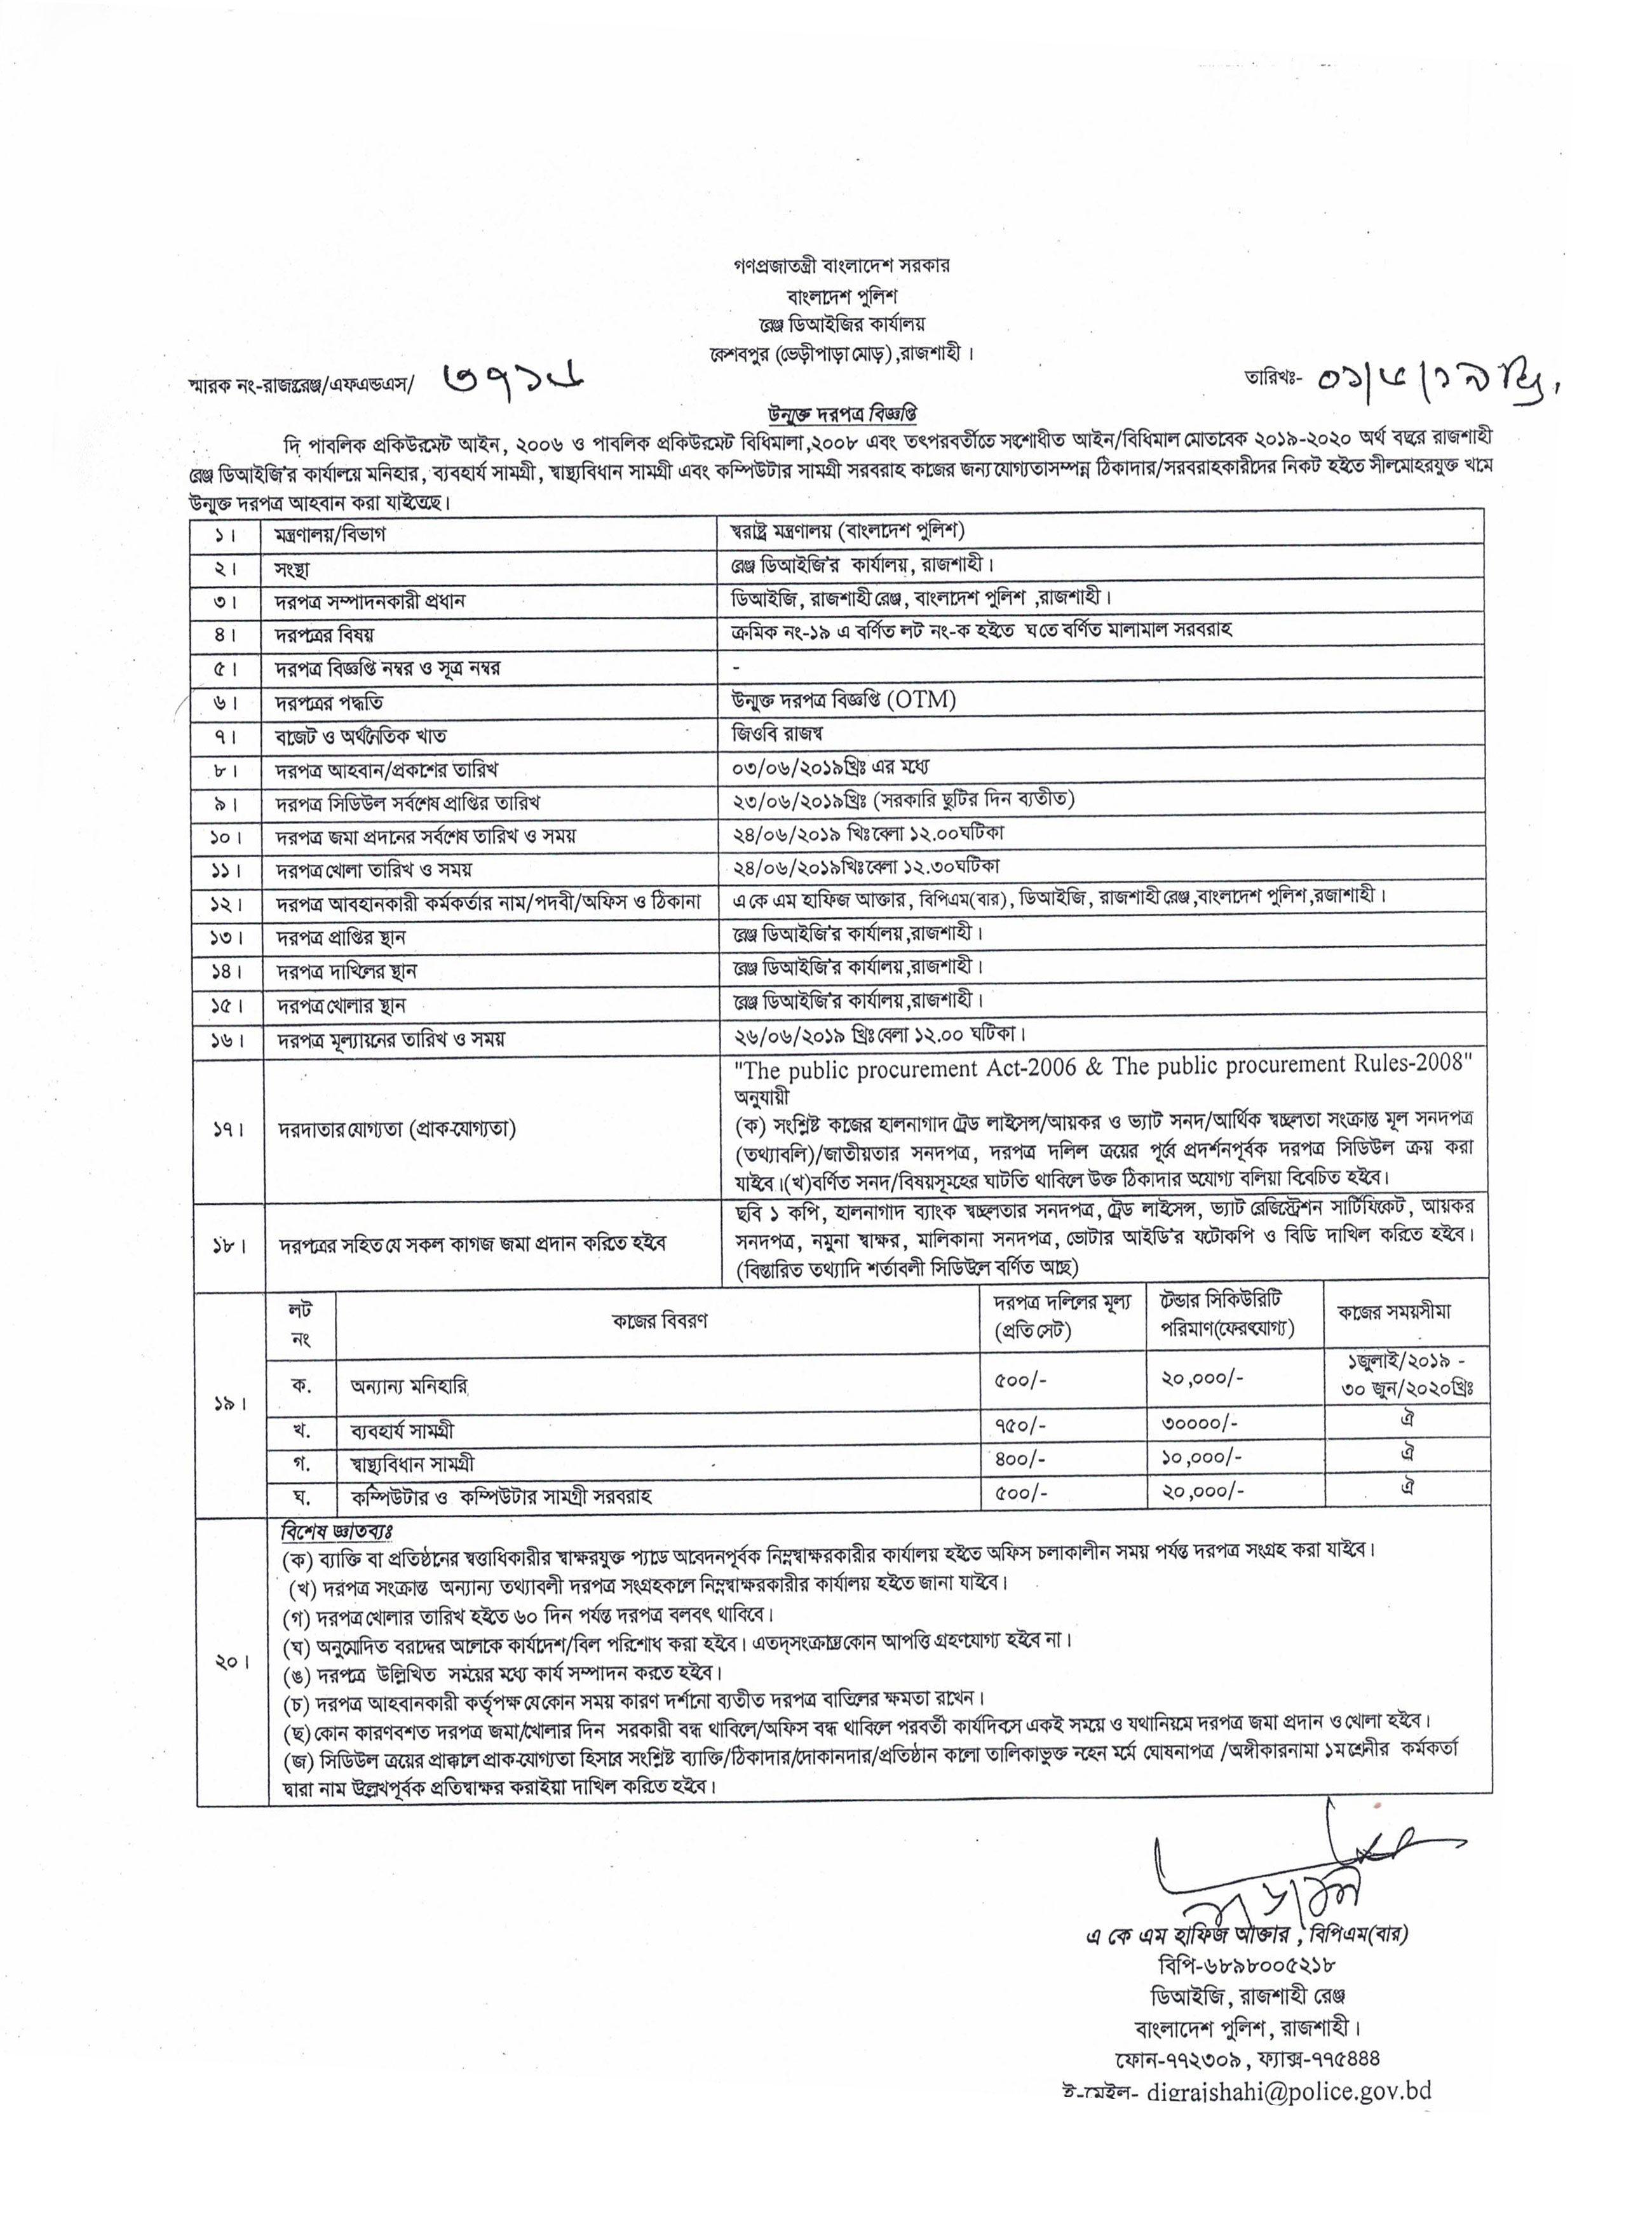 গণপ্রজাতন্ত্রী বাংলাদেশ সরকার
বাংলাদেশ পুলিশ
রেঞ্জ ডিআইজির কার্যালয়
কেশবপুর (ভেড়ীপাড়া মোড়) ,রাজশাহী।
স্মারক নং-রাজঃরেঞ্জ/এফএন্ডএস/
তারিখঃ-
উন্মুক্ত দরপত্র বিজ্ঞপ্তি
দি পাবলিক প্রকিউরমেন্ট আইন, ২০০৬ ও পাবলিক প্রকিউরমেন্ট বিধিমালা,২০০৮ এবং তৎপরবর্তীতে সংশোধীত আইন/বিধিমাল মোতাবেক ২০১৯-২০২০ অর্থ বছরে রাজশাহী
রেঞ্জ ডিআইজি'র কার্যালয়ে মনিহার, ব্যবহার্য সামগ্রী, স্বাস্থ্যবিধান সামগ্রী এবং কম্পিউটার সামগ্রী সরবরাহ কাজের জন্য যোগ্যতাসম্পন্ন ঠিকাদার/সরবরাহকারীদের নিকট হইতে সীলমোহরযুক্ত খামে
উন্মুক্ত দরপত্র আহবান করা যাইতেছে।
১। মন্ত্রণালয়/বিভাগ স্বরাষ্ট্র মন্ত্রণালয় (বাংলাদেশ পুলিশ)
২। সংস্থা রেঞ্জ ডিআইজি'র কার্যালয়, রাজশাহী।
৩। দরপত্র সম্পাদনকারী প্রধান ডিআইজি, রাজশাহী রেঞ্জ, বাংলাদেশ পুলিশ ,রাজশাহী।
৪। দরপত্রের বিষয় ক্রমিক নং-১৯ এ বর্ণিত লট নং-ক হইতে ঘ তে বর্ণিত মালামাল সরবরাহ
৫। দরপত্র বিজ্ঞপ্তি নম্বর ও সূত্র নম্বর -
৬। দরপত্রের পদ্ধতি উন্মুক্ত দরপত্র বিজ্ঞপ্তি (OTM)
৭। বাজেট ও অর্থনৈতিক খাত জিওবি রাজস্ব
৮। দরপত্র আহবান/প্রকাশের তারিখ ০৩/০৬/২০১৯খ্রিঃ এর মধ্যে
৯। দরপত্র সিডিউল সর্বশেষ প্রাপ্তির তারিখ ২৩/০৬/২০১৯খ্রিঃ (সরকারি ছুটির দিন ব্যতীত)
১০। দরপত্র জমা প্রদানের সর্বশেষ তারিখ ও সময় ২৪/০৬/২০১৯ খিঃবেলা ১২.০০ঘটিকা
১১। দরপত্র খোলা তারিখ ও সময় ২৪/০৬/২০১৯খিঃবেলা ১২.৩০ঘটিকা
১২। দরপত্র আবহানকারী কর্মকর্তার নাম/পদবী/অফিস ও ঠিকানা এ কে এম হাফিজ আক্তার, বিপিএম(বার), ডিআইজি, রাজশাহী রেঞ্জ,বাংলাদেশ পুলিশ,রজাশাহী।
১৩। দরপত্র প্রাপ্তির স্থান রেঞ্জ ডিআইজি'র কার্যালয়,রাজশাহী।
১৪। দরপত্র দাখিলের স্থান রেঞ্জ ডিআইজি'র কার্যালয়,রাজশাহী।
১৫। দরপত্র খোলার স্থান রেঞ্জ ডিআইজি'র কার্যালয়,রাজশাহী।
১৬। দরপত্র মূল্যায়নের তারিখ ও সময় ২৬/০৬/২০১৯ খ্রিঃবেলা ১২.০০ ঘটিকা।
"The public procurement Act-2006 & The public procurement Rules-2008"
অনুযায়ী
১৭। দরদাতার যোগ্যতা (প্রাক-যোগ্যতা) (ক) সংশ্লিষ্ট কাজের হালনাগাদ ট্রেড লাইসেন্স/আয়কর ও ভ্যাট সনদ/আর্থিক স্বচ্ছলতা সংক্রান্ত মূল সনদপত্র
(তথ্যাবলি)/জাতীয়তার সনদপত্র, দরপত্র দলিল ক্রয়ের পূর্বে প্রদর্শনপূর্বক দরপত্র সিডিউল ক্রয় করা
যাইবে।(খ)বর্ণিত সনদ/বিষয়সূমহের ঘাটতি থাকিলে উক্ত ঠিকাদার অযোগ্য বলিয়া বিবেচিত হইবে।
ছবি ১ কপি, হালনাগাদ ব্যাংক স্বচ্ছলতার সনদপত্র, ট্রেড লাইসেন্স, ভ্যাট রেজিস্ট্রেশন সার্টিফিকেট, আয়কর
১৮। দরপত্রের সহিত যে সকল কাগজ জমা প্রদান করিতে হইবে সনদপত্র, নমুনা স্বাক্ষর, মালিকানা সনদপত্র, ভোটার আইডি'র ফটোকপি ও বিডি দাখিল করিতে হইবে।
(বিস্তারিত তথ্যাদি শর্তাবলী সিডিউলে বর্ণিত আছে)
১৯। লট নং কাজের বিবরণ দরপত্র দলিলের মূল্য (প্রতি সেট) টেন্ডার সিকিউরিটি পরিমাণ(ফেরৎযোগ্য) কাজের সময়সীমা
ক. অন্যান্য মনিহারি ৫০০/- ২০,০০০/- ১জুলাই/২০১৯ - ৩০ জুন/২০২০খ্রিঃ
খ. ব্যবহার্য সামগ্রী ৭৫০/- ৩০০০০/- ঐ
গ. স্বাস্থ্যবিধান সামগ্রী ৪০০/- ১০,০০০/- ঐ
ঘ. কম্পিউটার ও কম্পিউটার সামগ্রী সরবরাহ ৫০০/- ২০,০০০/- ঐ
২০। বিশেষ জ্ঞাতব্যঃ
(ক) ব্যাক্তি বা প্রতিষ্ঠানের স্বত্তাধিকারীর স্বাক্ষরযুক্ত প্যাডে আবেদনপূর্বক নিম্নস্বাক্ষরকারীর কার্যালয় হইতে অফিস চলাকালীন সময় পর্যন্ত দরপত্র সংগ্রহ করা যাইবে।
(খ) দরপত্র সংক্রান্ত অন্যান্য তথ্যাবলী দরপত্র সংগ্রহকালে নিম্নস্বাক্ষরকারীর কার্যালয় হইতে জানা যাইবে।
(গ) দরপত্র খোলার তারিখ হইতে ৬০ দিন পর্যন্ত দরপত্র বলবৎ থাকিবে।
(ঘ) অনুমোদিত বরাদ্দের আলোকে কার্যাদেশ/বিল পরিশোধ করা হইবে। এতদ্‌সংক্রান্তে কোন আপত্তি গ্রহণযোগ্য হইবে না।
(ঙ) দরপত্রে উল্লিখিত সময়ের মধ্যে কার্য সম্পাদন করতে হইবে।
(চ) দরপত্র আহবানকারী কর্তৃপক্ষ যে কোন সময় কারণ দর্শানো ব্যতীত দরপত্র বাতিলের ক্ষমতা রাখেন।
(ছ) কোন কারণবশত দরপত্র জমা/খোলার দিন সরকারী বন্ধ থাকিলে/অফিস বন্ধ থাকিলে পরবর্তী কার্যদিবসে একই সময়ে ও যথানিয়মে দরপত্র জমা প্রদান ও খোলা হইবে।
(জ) সিডিউল ক্রয়ের প্রাক্কালে প্রাক-যোগ্যতা হিসাবে সংশ্লিষ্ট ব্যাক্তি/ঠিকাদার/দোকানদার/প্রতিষ্ঠান কালো তালিকাভুক্ত নহেন মর্মে ঘোষনাপত্র /অঙ্গীকারনামা ১ম শ্রেনীর কর্মকর্তা
দ্বারা নাম উল্লেখপূর্বক প্রতিস্বাক্ষর করাইয়া দাখিল করিতে হইবে।
এ কে এম হাফিজ আক্তার, বিপিএম(বার)
বিপি-৬৮৯৮০০৫২১৮
ডিআইজি, রাজশাহী রেঞ্জ
বাংলাদেশ পুলিশ, রাজশাহী।
ফোন-৭৭২৩০৯, ফ্যাক্স-৭৭৫৪৪৪
ই-মেইল- digrajshahi@police.gov.bd